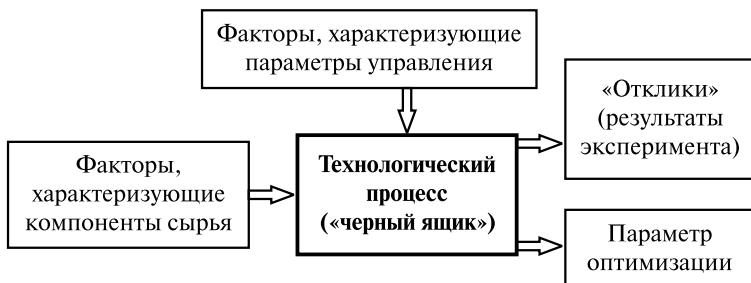 Факторы, характеризующие
параметры управления
«Отклики»
(результаты
эксперимента)
Факторы,
характеризующие
компоненты сырья
Технологический
процесс
(«черный ящик»)
Параметр
оптимизации